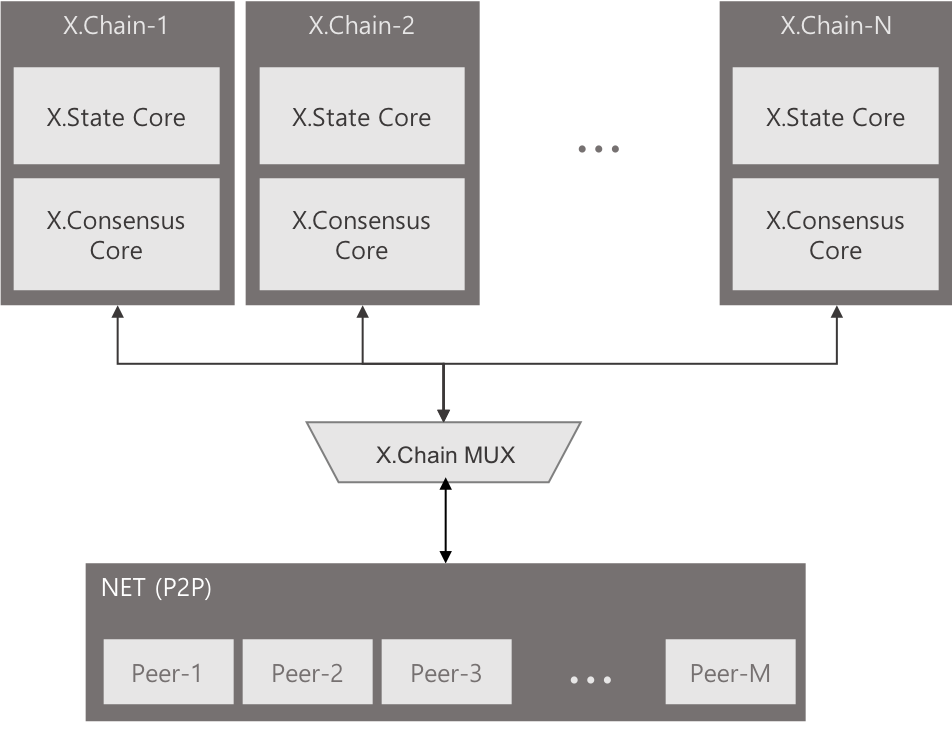 X.Chain-1
X.State Core
X.Consensus
Core
X.Chain-2
X.State Core
X.Consensus
Core
...
X.Chain-N
X.State Core
X.Consensus
Core
X.Chain MUX
NET (P2P)
Peer-1
Peer-2
Peer-3
...
Peer-M